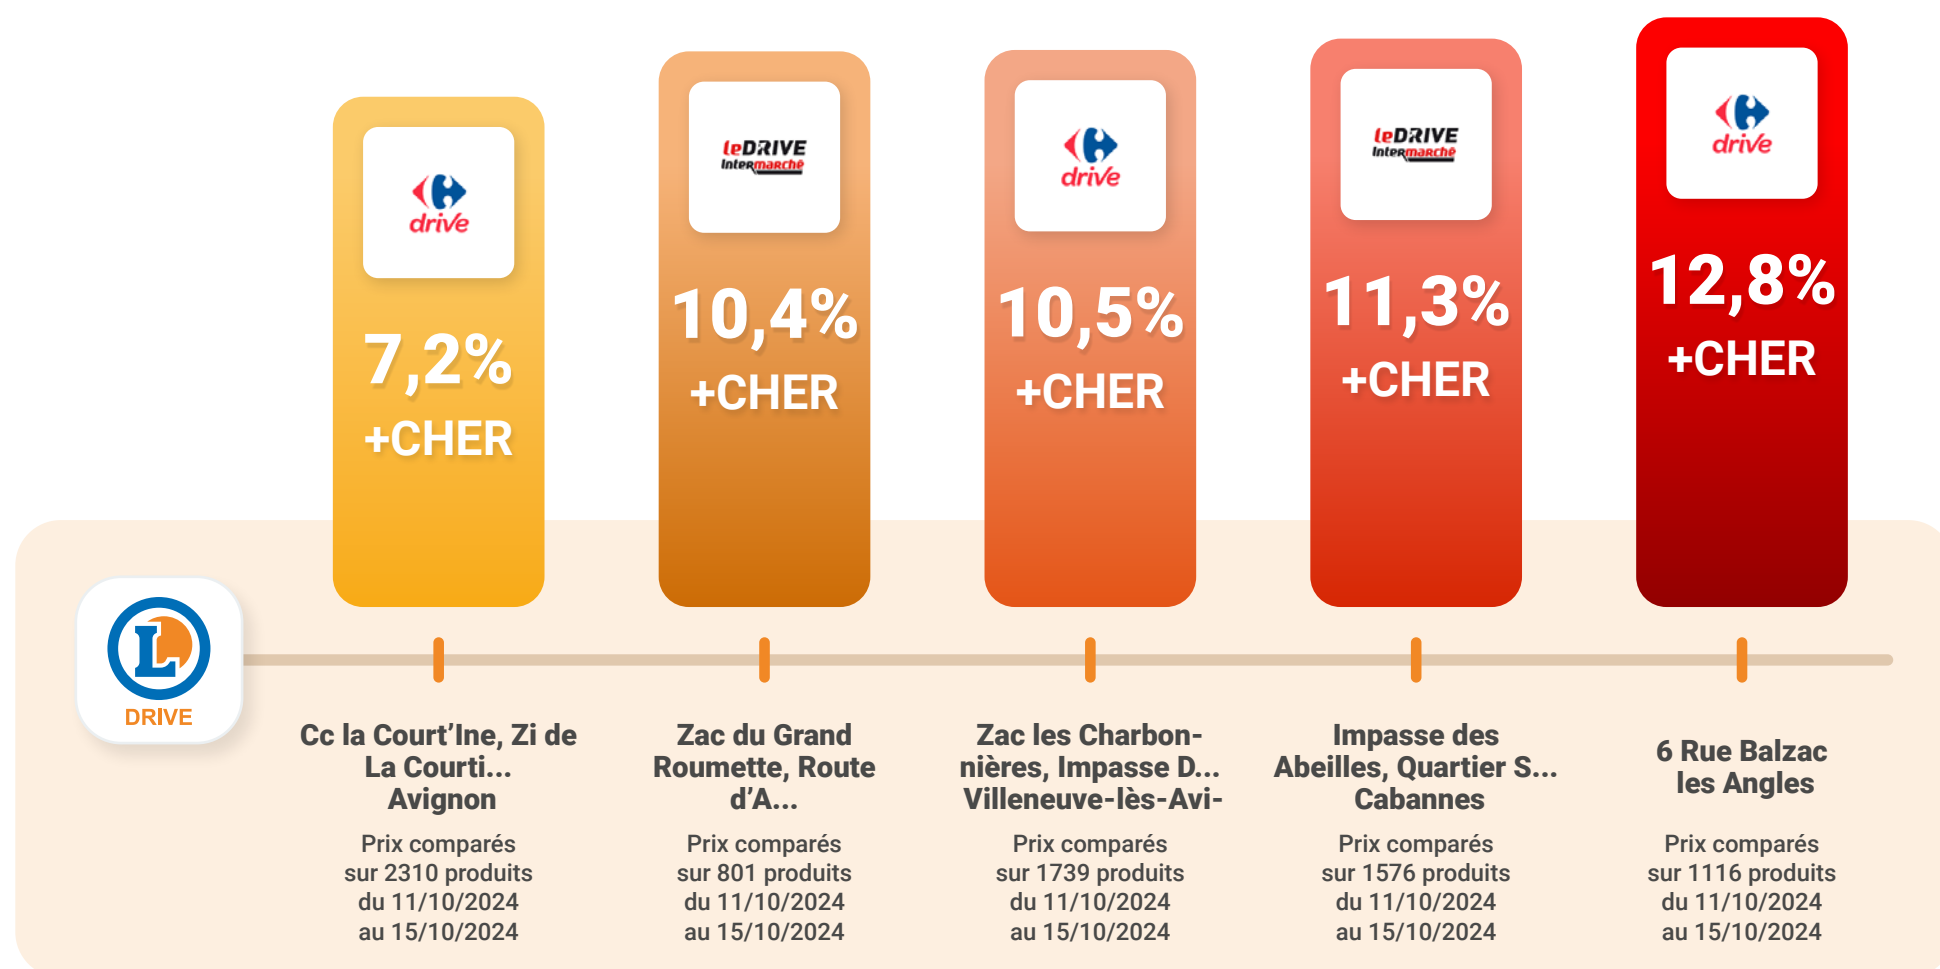 drive
7,2%
+CHER
leDRIVE
Intermarché
10,4%
+CHER
drive
10,5%
+CHER
leDRIVE
Intermarché
11,3%
+CHER
drive
12,8%
+CHER
L
DRIVE
Cc la Court'Ine, Zi de
La Courti...
Avignon
Prix comparés
sur 2310 produits
du 11/10/2024
au 15/10/2024
Zac du Grand
Roumette, Route
d'A...
Prix comparés
sur 801 produits
du 11/10/2024
au 15/10/2024
Zac les Charbon-
nières, Impasse D...
Villeneuve-lès-Avi-
Prix comparés
sur 1739 produits
du 11/10/2024
au 15/10/2024
Impasse des
Abeilles, Quartier S...
Cabannes
Prix comparés
sur 1576 produits
du 11/10/2024
au 15/10/2024
6 Rue Balzac
les Angles
Prix comparés
sur 1116 produits
du 11/10/2024
au 15/10/2024